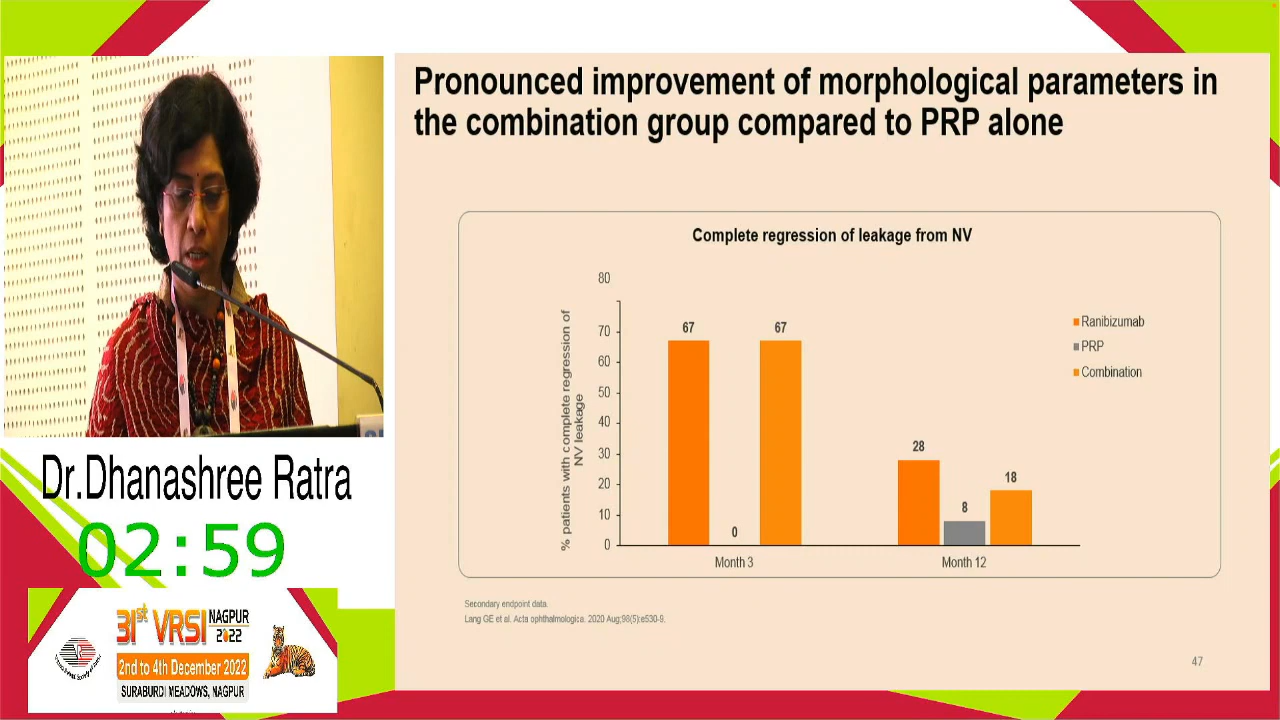 Pronounced improvement of morphological parameters in
the combination group compared to PRP alone
Complete regression of leakage from NV
% patients with complete regression of
NV leakage
80
70
60
50
40
30
20
10
0
67
0
67
28
8
18
Month 3
Month 12
Ranibizumab
PRP
Combination
Secondary endpoint data.
Lang GE et al. Acta ophthalmologica. 2020 Aug;98(5):e530-9.
47
Dr.Dhanashree Ratra
02:59
31st VRSI NAGPUR
2022
2nd to 4th December 2022
SURABURDI MEADOWS, NAGPUR